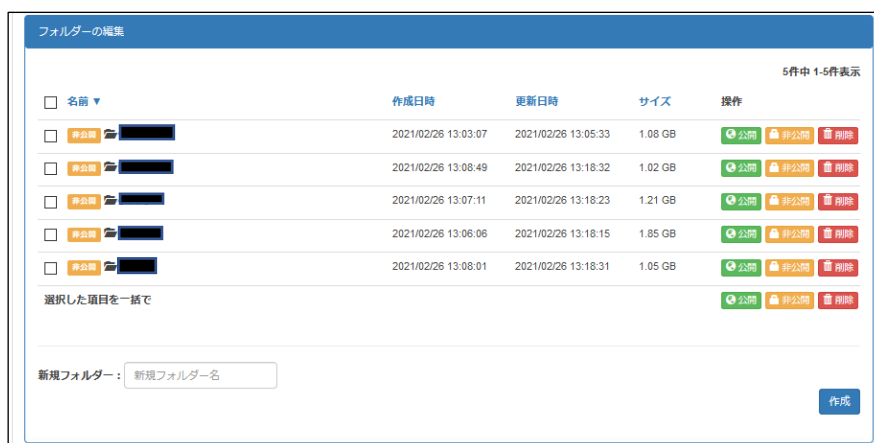 フォルダーの編集
5件中 1-5件表示
名前 ▼ 作成日時 更新日時 サイズ 操作
非公開 2021/02/26 13:03:07 2021/02/26 13:05:33 1.08 GB 公開 非公開 削除
非公開 2021/02/26 13:08:49 2021/02/26 13:18:32 1.02 GB 公開 非公開 削除
非公開 2021/02/26 13:07:11 2021/02/26 13:18:23 1.21 GB 公開 非公開 削除
非公開 2021/02/26 13:06:06 2021/02/26 13:18:15 1.85 GB 公開 非公開 削除
非公開 2021/02/26 13:08:01 2021/02/26 13:18:31 1.05 GB 公開 非公開 削除
選択した項目を一括で 公開 非公開 削除
新規フォルダー： 新規フォルダー名
作成